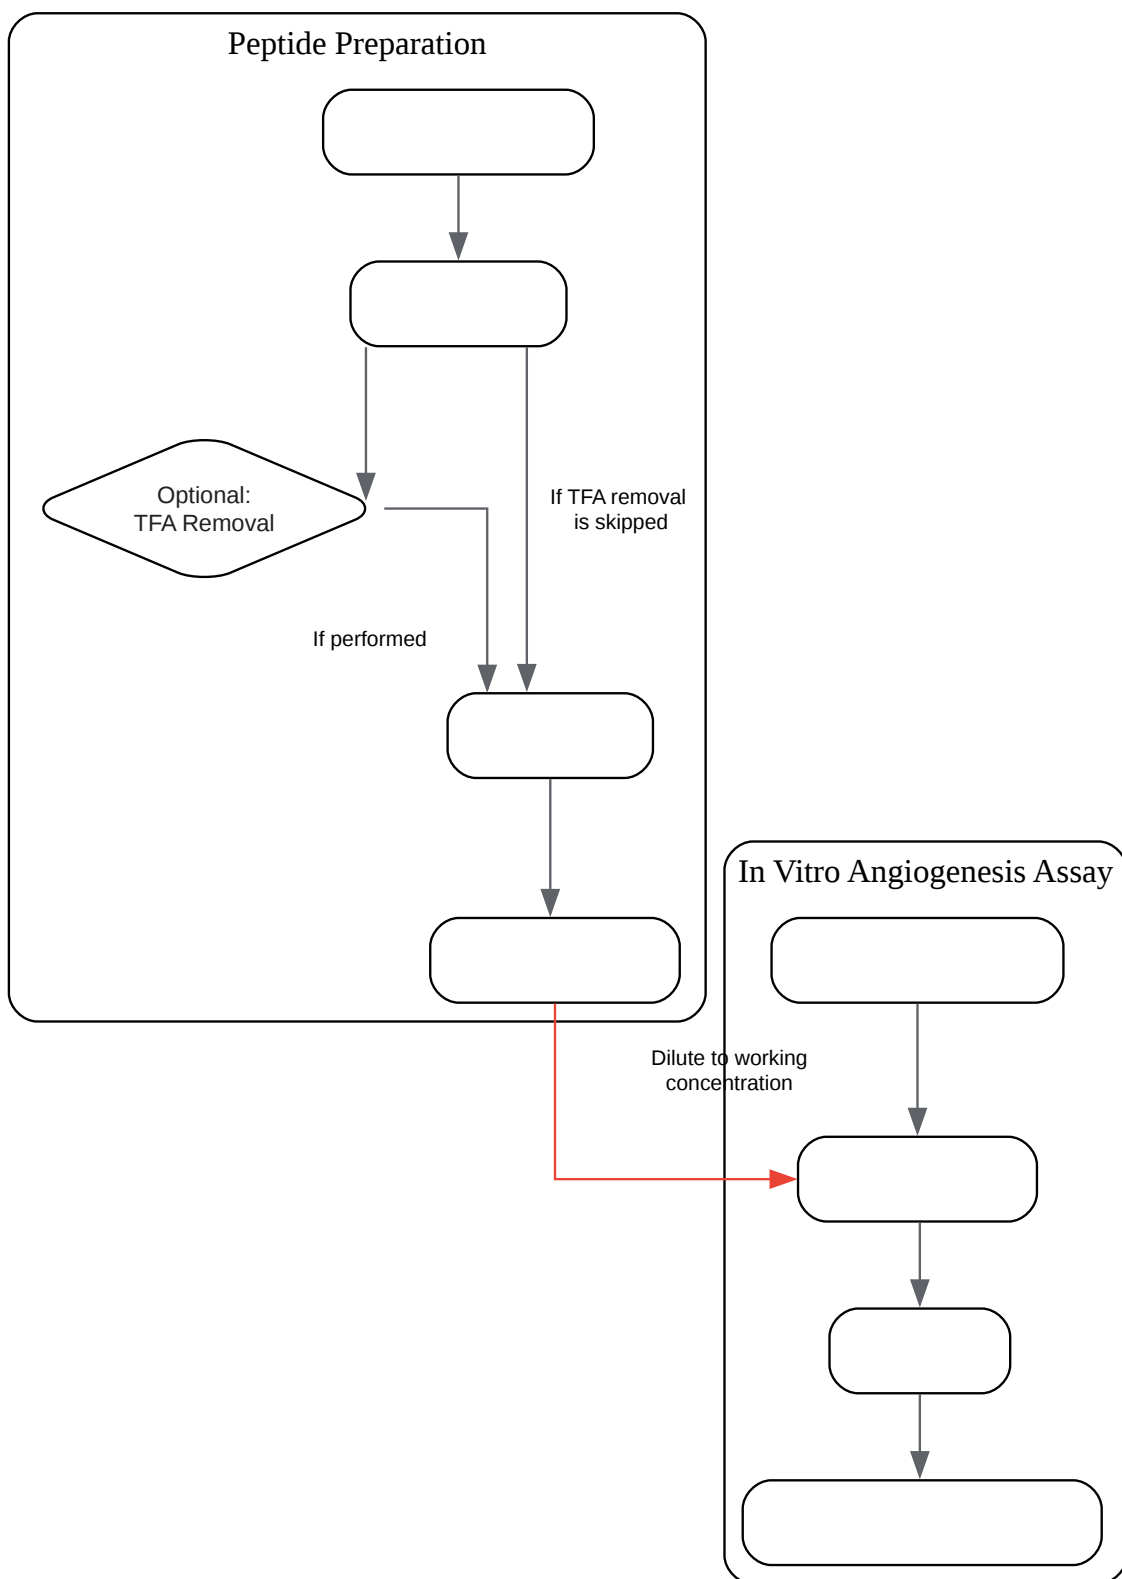 Peptide Preparation
Optional:
TFA Removal
If TFA removal
is skipped
If performed
In Vitro Angiogenesis Assay
Dilute to working
concentration